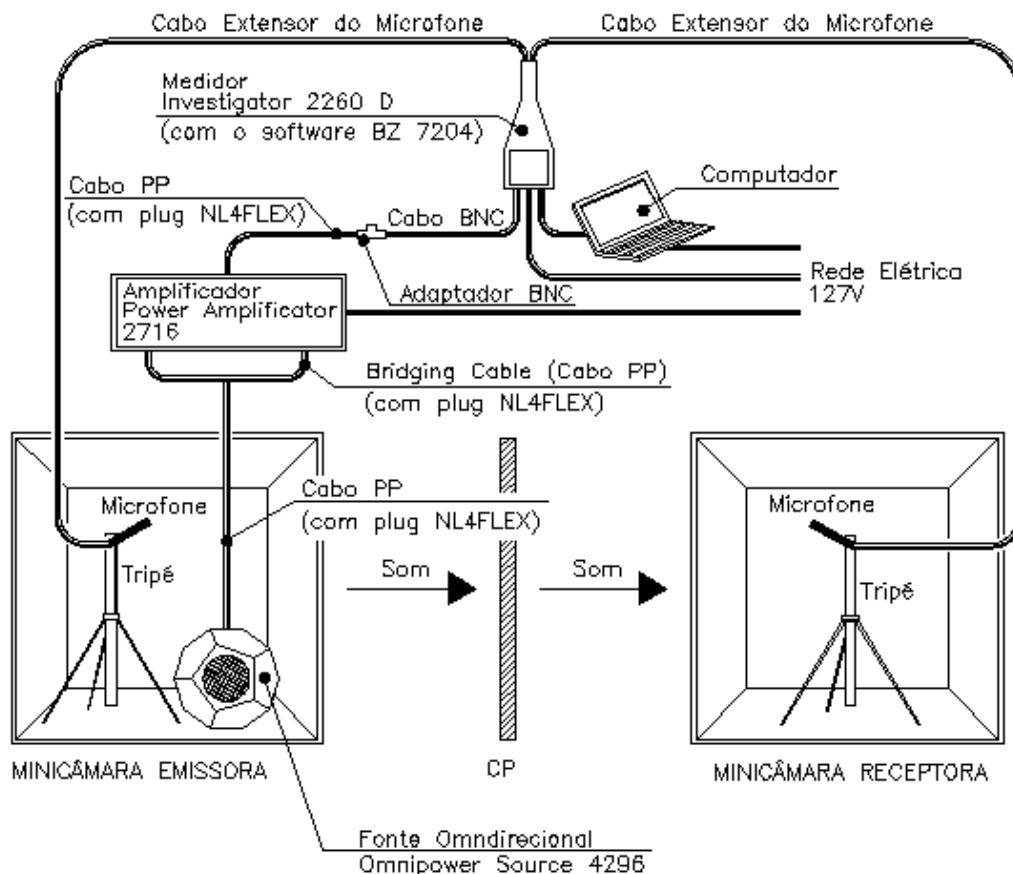 Cabo Extensor do Microfone
Cabo Extensor do Microfone
Medidor
Investigator 2260 D
(com o software BZ 7204)
Computador
Cabo PP
(com plug NL4FLEX)
Cabo BNC
Rede Elétrica
127V
Amplificador
Power Amplificator
2716
Adaptador BNC
Bridging Cable (Cabo PP)
(com plug NL4FLEX)
Microfone
Cabo PP
(com plug NL4FLEX)
Microfone
Tripé
Som
Som
Tripé
MINICÂMARA EMISSORA
CP
MINICÂMARA RECEPTORA
Fonte Omndirecional
Omnipower Source 4296